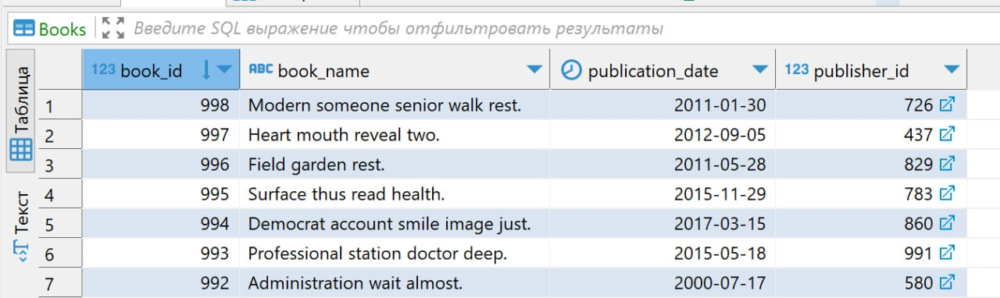 Books Введите SQL выражение чтобы отфильтровать результаты
Таблица
Текст
123 book_id ABC book_name publication_date 123 publisher_id
1 998 Modern someone senior walk rest. 2011-01-30 726
2 997 Heart mouth reveal two. 2012-09-05 437
3 996 Field garden rest. 2011-05-28 829
4 995 Surface thus read health. 2015-11-29 783
5 994 Democrat account smile image just. 2017-03-15 860
6 993 Professional station doctor deep. 2015-05-18 991
7 992 Administration wait almost. 2000-07-17 580